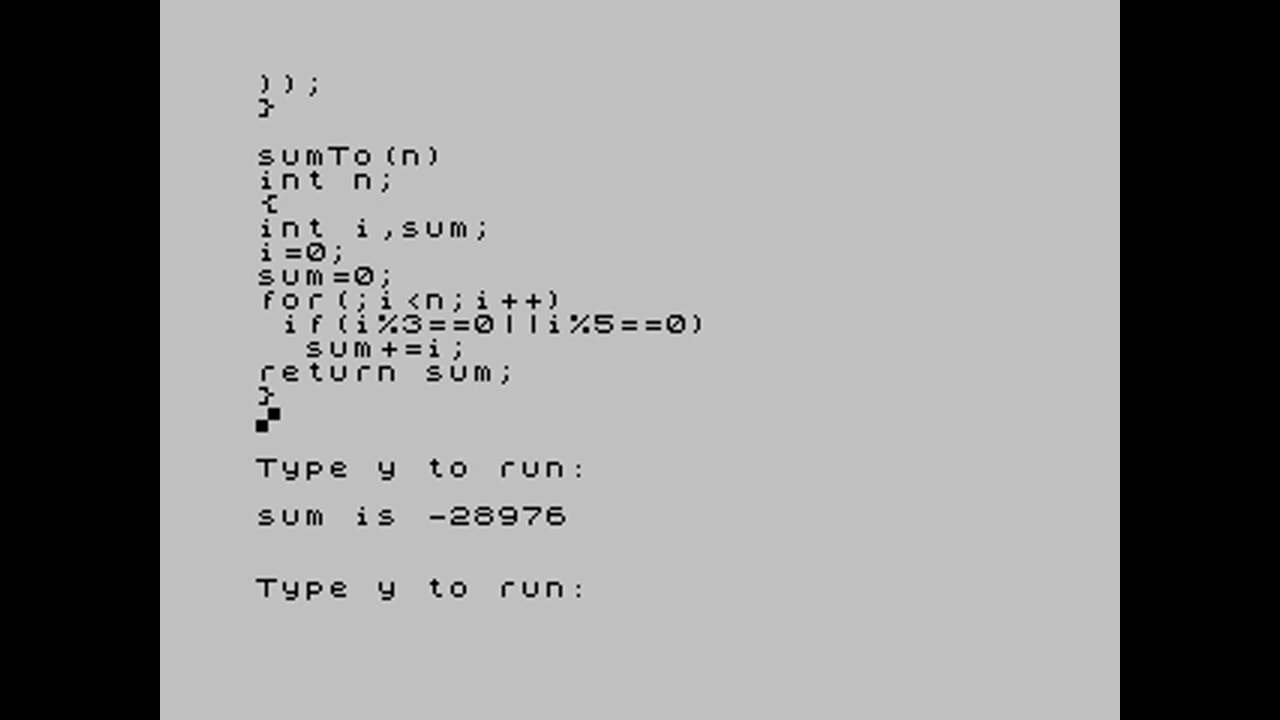 ));
}
sumTo(n)
int n;
{
int i,sum;
i=0;
sum=0;
for(;i<n;i++)
 if(i%3==0||i%5==0)
  sum+=i;
return sum;
}
Type y to run:
sum is -28976
Type y to run: